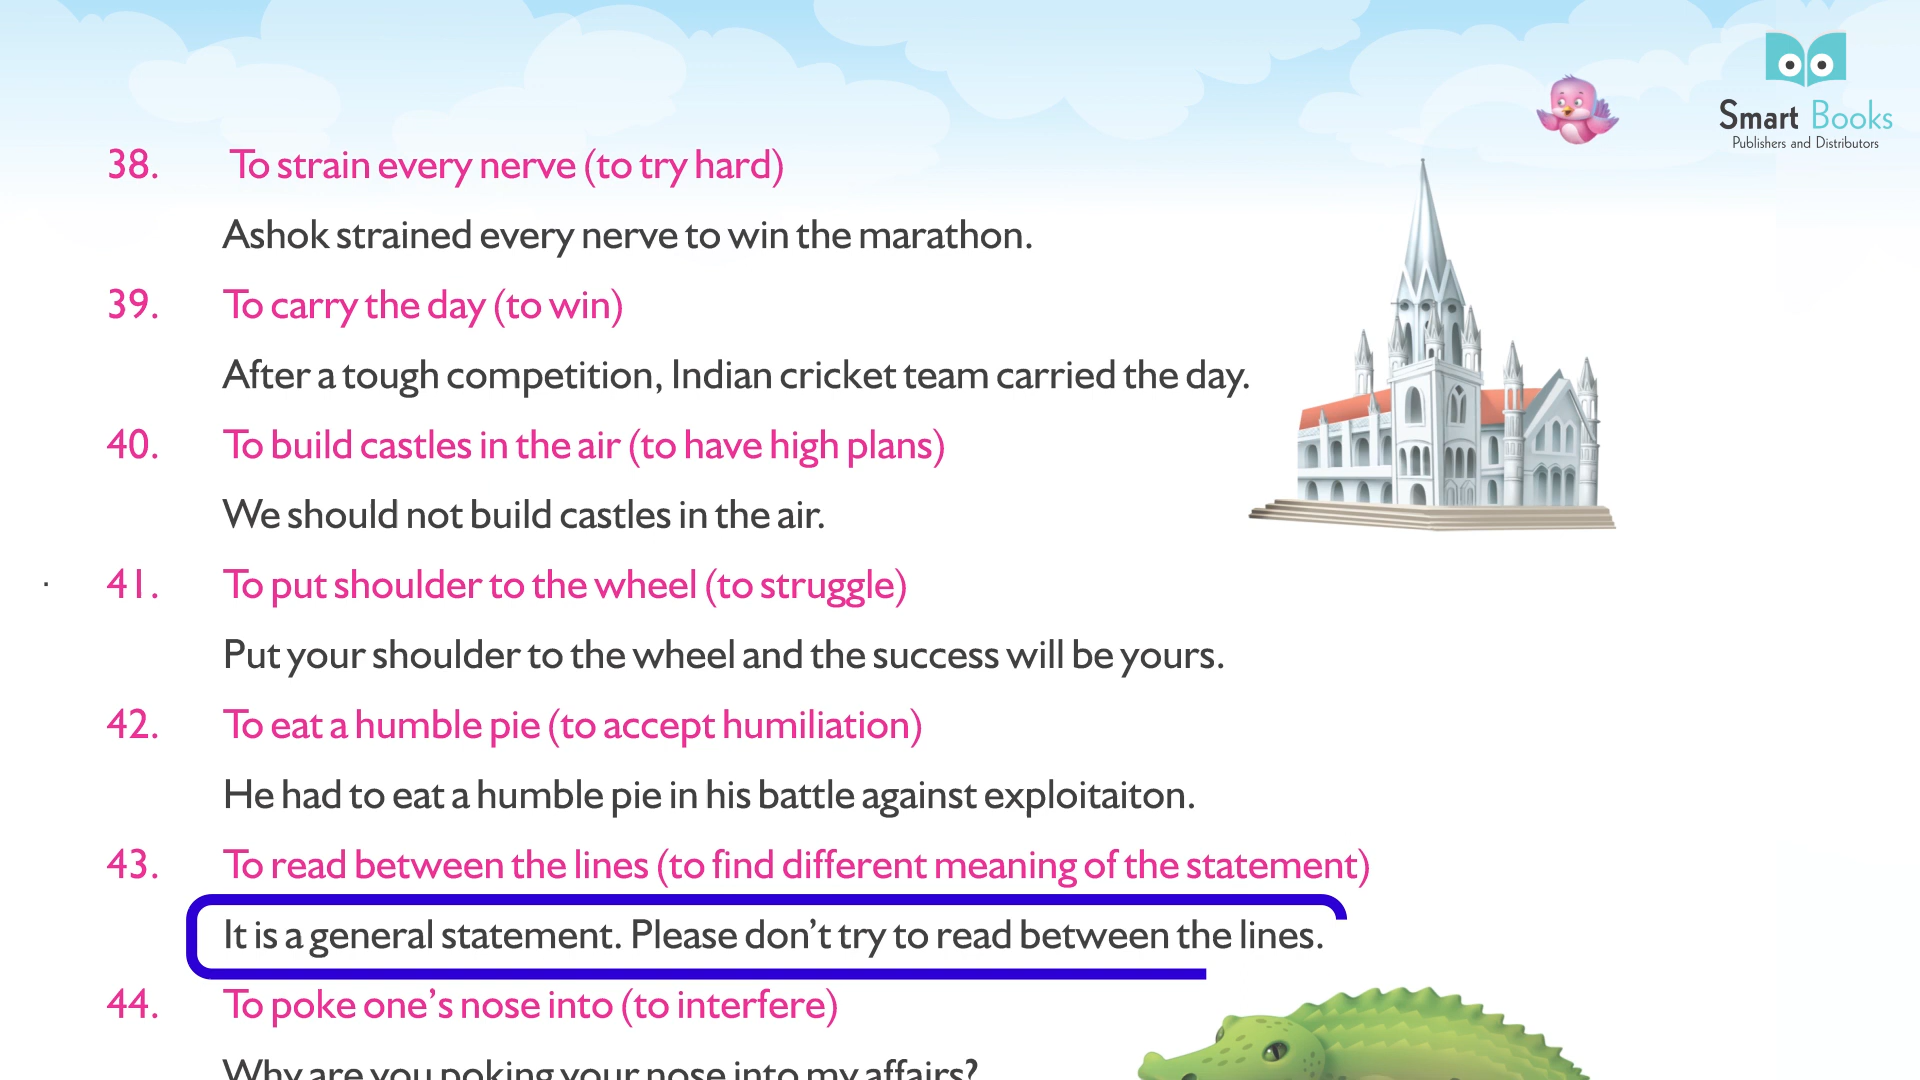 Smart Books
Publishers and Distributors
38. To strain every nerve (to try hard)
Ashok strained every nerve to win the marathon.
39. To carry the day (to win)
After a tough competition, Indian cricket team carried the day.
40. To build castles in the air (to have high plans)
We should not build castles in the air.
41. To put shoulder to the wheel (to struggle)
Put your shoulder to the wheel and the success will be yours.
42. To eat a humble pie (to accept humiliation)
He had to eat a humble pie in his battle against exploitaiton.
43. To read between the lines (to find different meaning of the statement)
It is a general statement. Please don't try to read between the lines.
44. To poke one's nose into (to interfere)
Why are you poking your nose into my affairs?